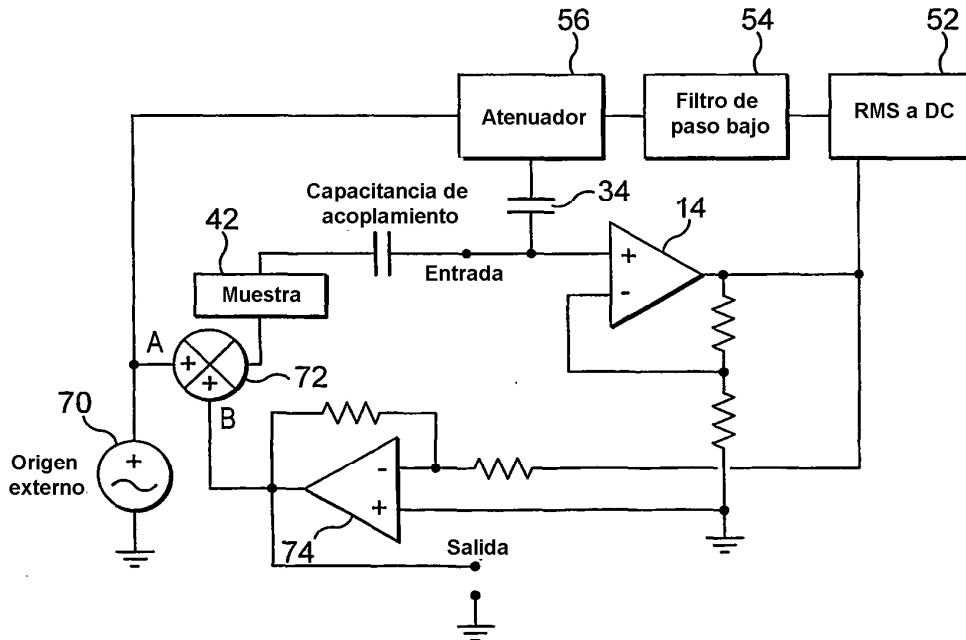 56
54
52
Atenuador
Filtro de
paso bajo
RMS a DC
Capacitancia de
acoplamiento
34
14
42
Muestra
Entrada
+
-
A
+
+
72
B
70
+
Origen
externo
-
+
74
Salida